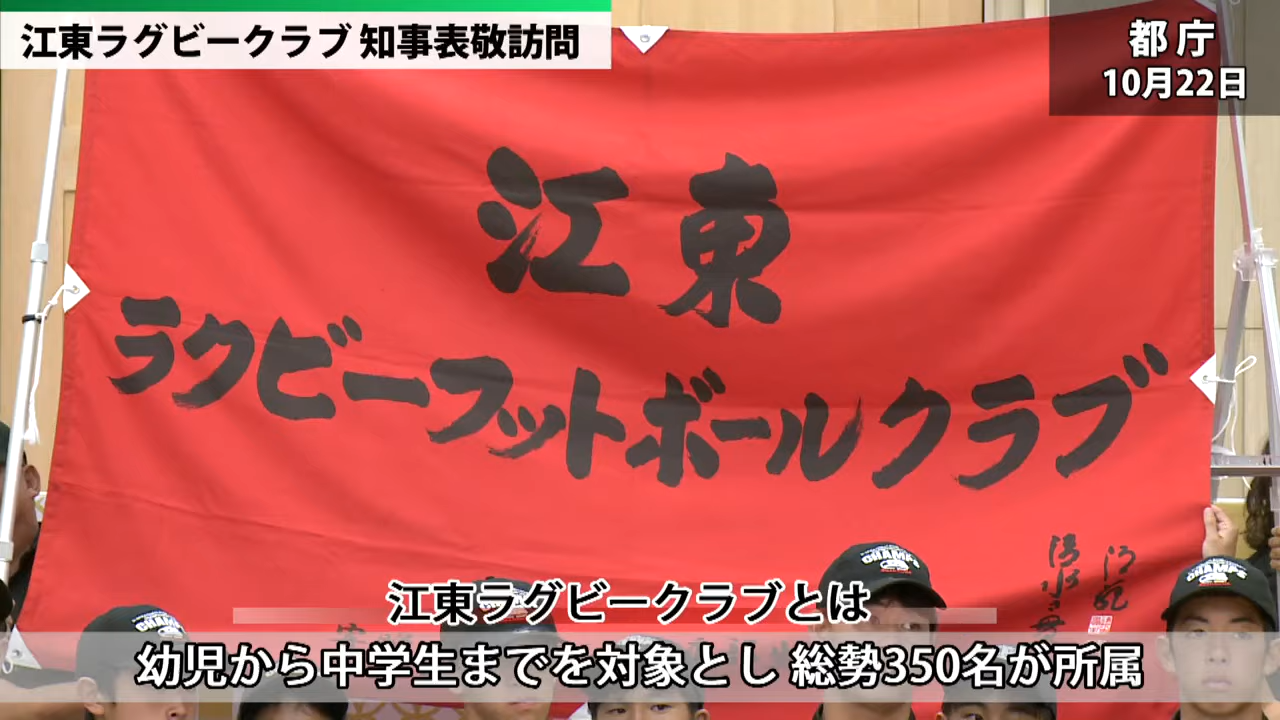 江東ラグビークラブ 知事表敬訪問
都庁
10月22日
江東
ラクビーフットボールクラブ
CHAMPS
CHAMPS
江東ラグビークラブとは
幼児から中学生までを対象とし 総勢350名が所属